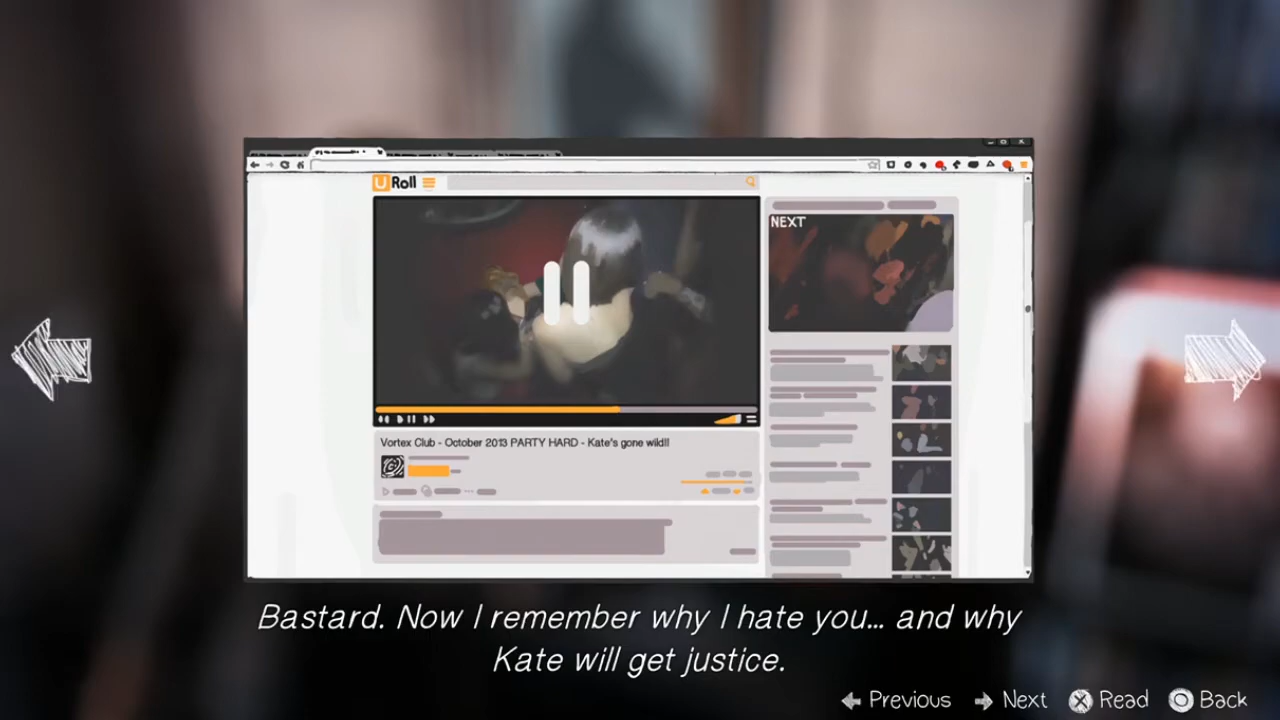 U Roll
NEXT
Vortex Club - October 2013 PARTY HARD - Kate's gone wild!!
Bastard. Now I remember why I hate you... and why
Kate will get justice.
Previous Next Read Back